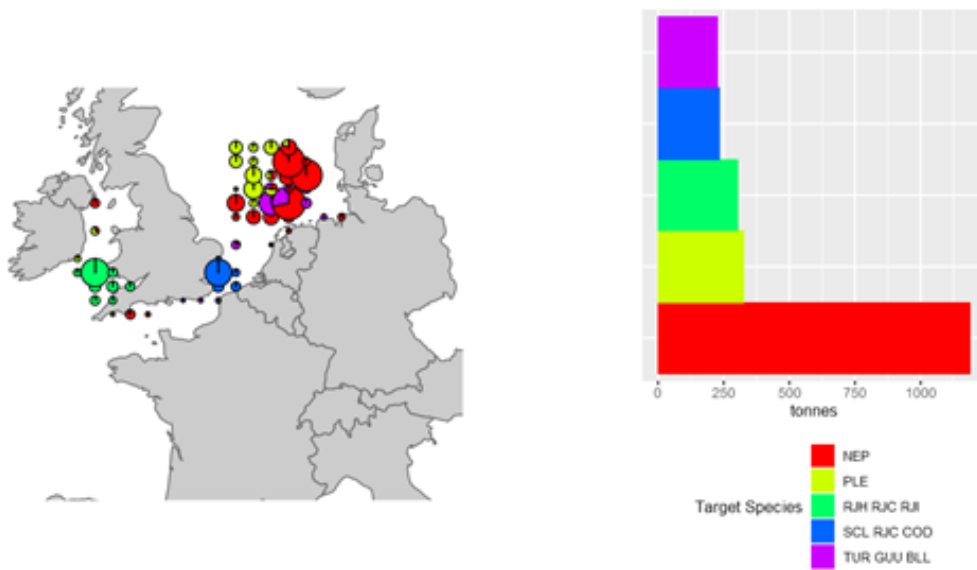 0 250 500 750 1000
tonnes
Target Species
NEP
PLE
RJH RJC RJI
SCL RJC COD
TUR GUU BLL